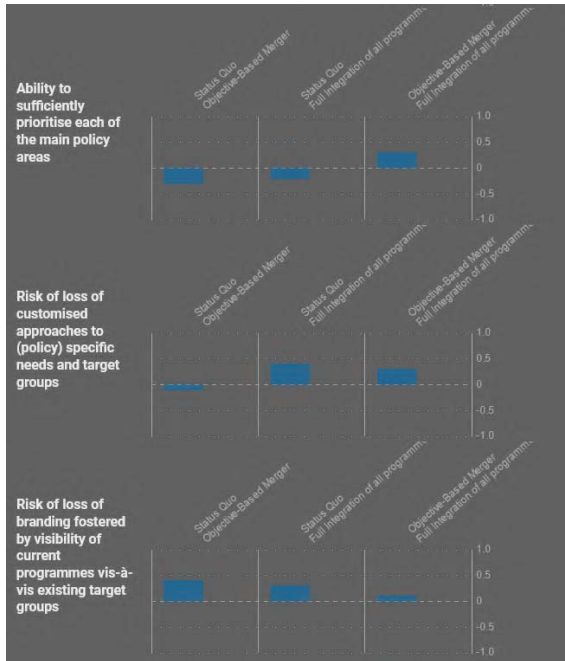 Status Quo
Objective-Based Merger
Status Quo
Full Integration of all programm
Objective-Based Merger
Full Integration of all programm
Ability to
sufficiently
prioritise each of
the main policy
areas
1.0
0.5
0
-0.5
-1.0
Status Quo
Objective-Based Merger
Status Quo
Full Integration of all programm
Objective-Based Merger
Full Integration of all programm
Risk of loss of
customised
approaches to
(policy) specific
needs and target
groups
1.0
0.5
0
-0.5
-1.0
Status Quo
Objective-Based Merger
Status Quo
Full Integration of all programm
Objective-Based Merger
Full Integration of all programm
Risk of loss of
branding fostered
by visibility of
current
programmes vis-à-
vis existing target
groups
1.0
0.5
0
-0.5
-1.0